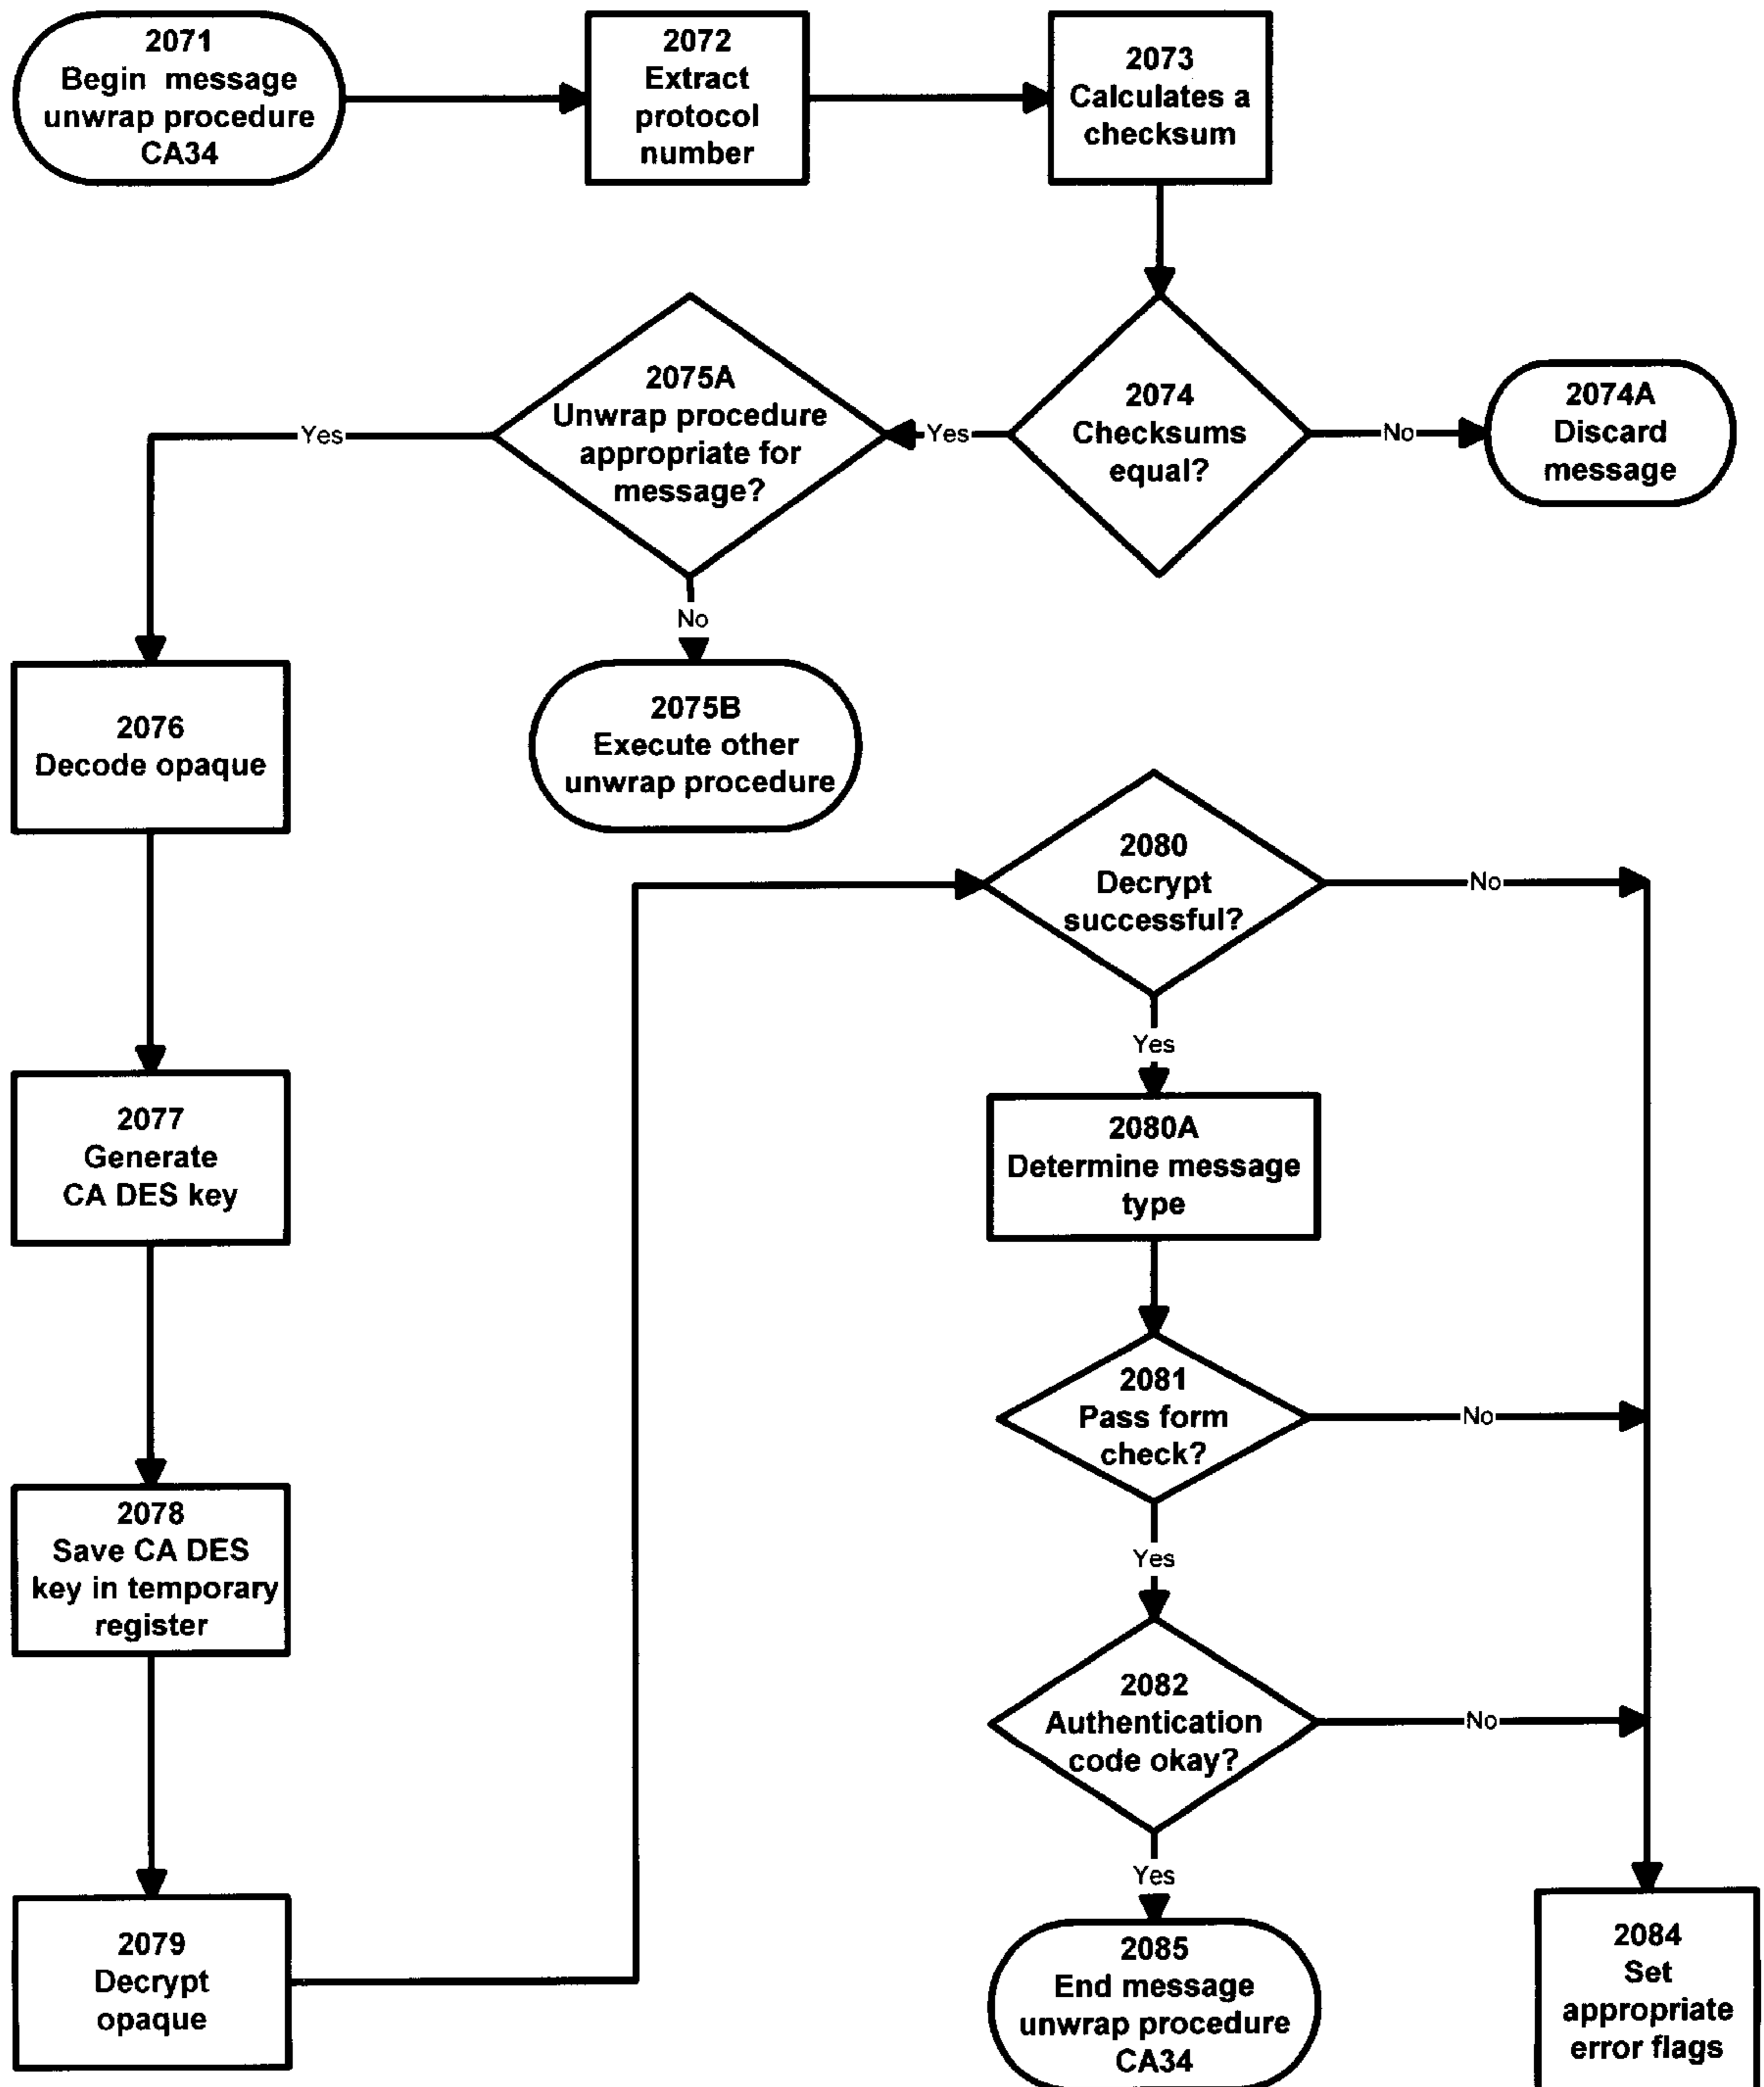 2071
Begin message
unwrap procedure
CA34
2072
Extract
protocol
number
2073
Calculates a
checksum
2074
Checksums
equal?
No
2074A
Discard
message
Yes
2075A
Unwrap procedure
appropriate for
message?
Yes
No
2075B
Execute other
unwrap procedure
2076
Decode opaque
2077
Generate
CA DES key
2078
Save CA DES
key in temporary
register
2079
Decrypt
opaque
2080
Decrypt
successful?
No
Yes
2080A
Determine message
type
2081
Pass form
check?
No
Yes
2082
Authentication
code okay?
No
Yes
2085
End message
unwrap procedure
CA34
2084
Set
appropriate
error flags